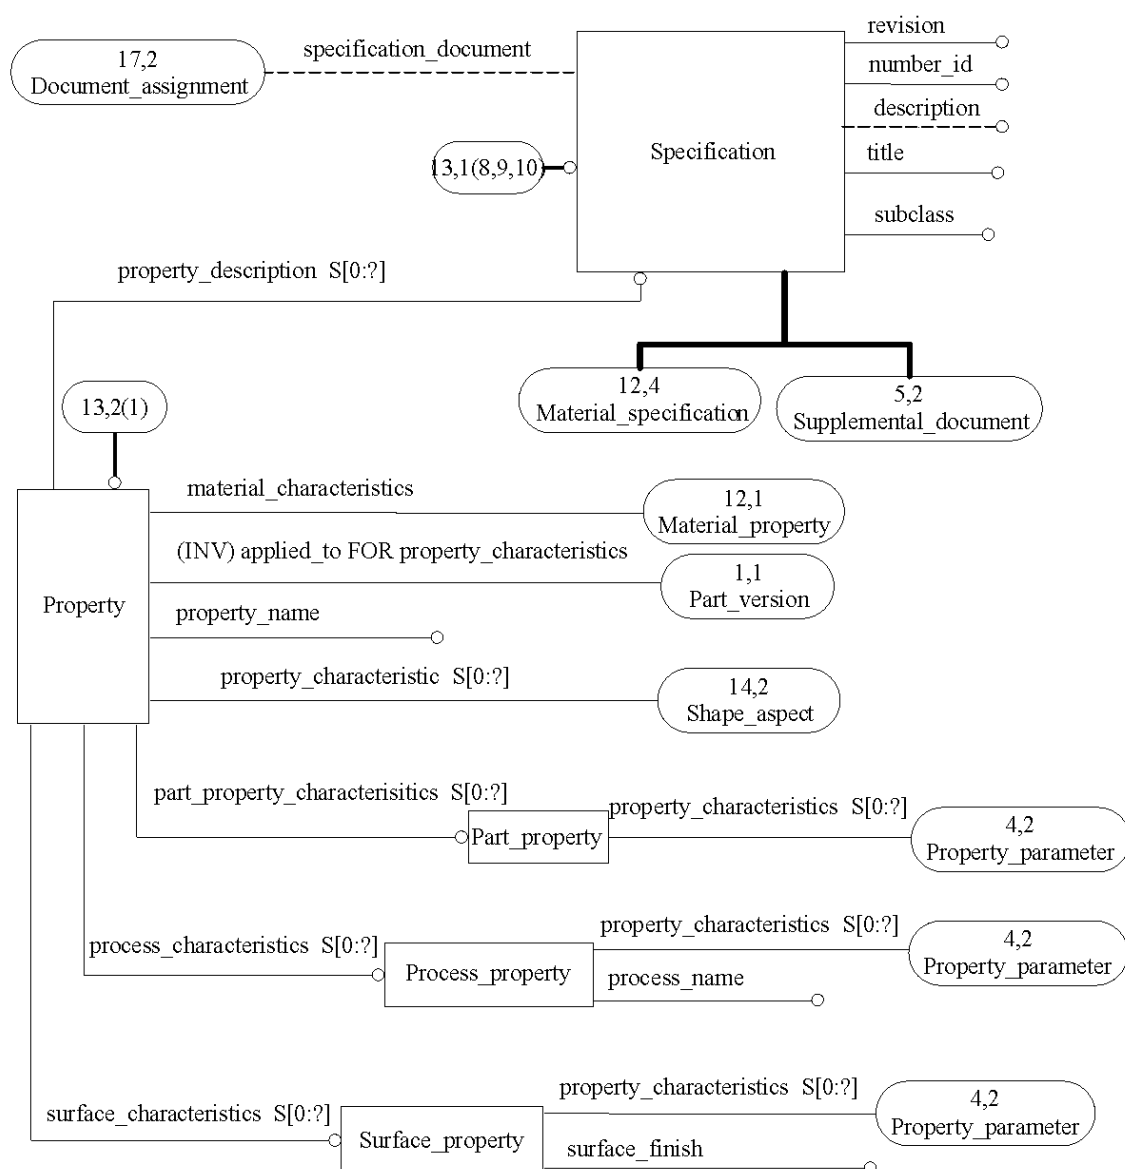 revision
specification_document
17,2
Document_assignment
number_id
description
13,1(8,9,10)
Specification
title
subclass
property_description S[0:?]
12,4
Material_specification
5,2
Supplemental_document
13,2(1)
material_characteristics
12,1
Material_property
(INV) applied_to FOR property_characteristics
1,1
Part_version
Property
property_name
property_characteristic S[0:?]
14,2
Shape_aspect
part_property_characterisitics S[0:?]
property_characteristics S[0:?]
Part_property
4,2
Property_parameter
process_characteristics S[0:?]
property_characteristics S[0:?]
4,2
Property_parameter
Process_property
process_name
surface_characteristics S[0:?]
property_characteristics S[0:?]
4,2
Property_parameter
Surface_property
surface_finish